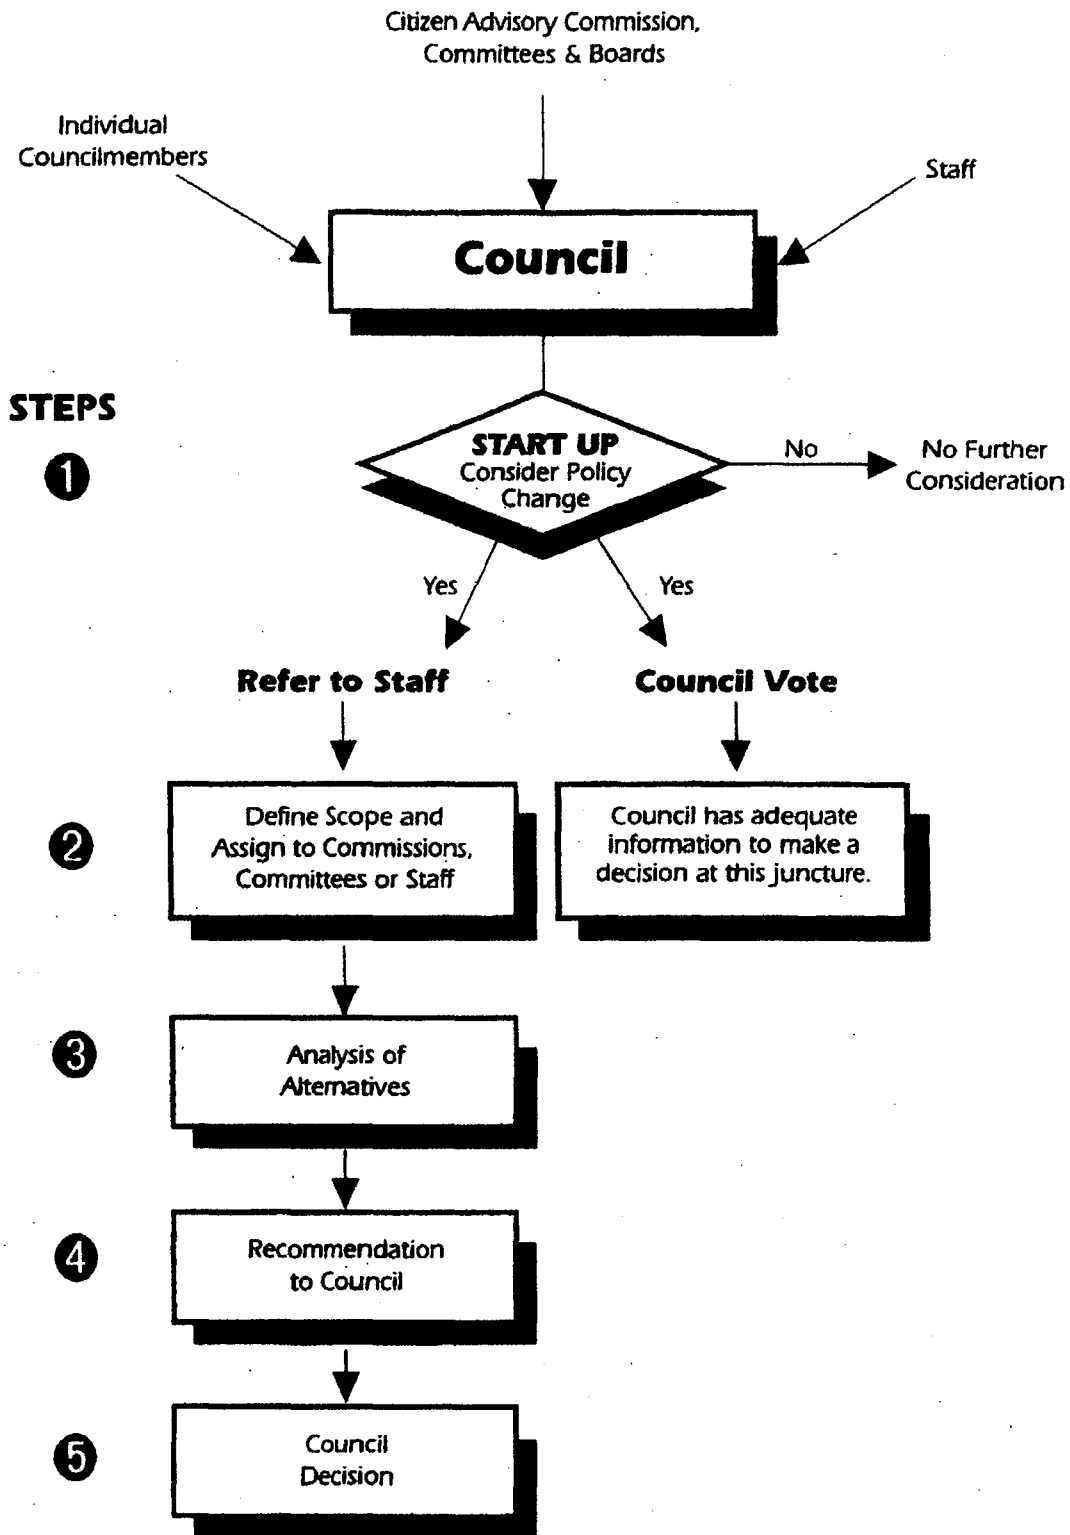 Citizen Advisory Commission,
Committees & Boards
Individual
Councilmembers
Staff
Council
STEPS
1
START UP
Consider Policy
Change
No
No Further
Consideration
Yes
Yes
Refer to Staff
Council Vote
2
Define Scope and
Assign to Commissions,
Committees or Staff
Council has adequate
information to make a
decision at this juncture.
3
Analysis of
Alternatives
4
Recommendation
to Council
5
Council
Decision